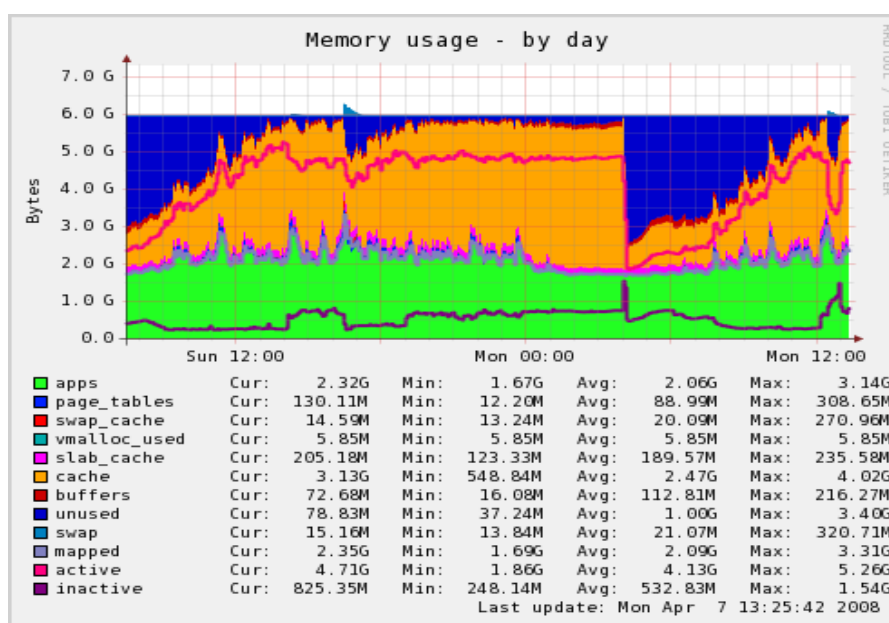 Memory usage - by day
RRDTOOL / TOBI OETIKER
Bytes
7.0 G
6.0 G
5.0 G
4.0 G
3.0 G
2.0 G
1.0 G
0.0
Sun 12:00 Mon 00:00 Mon 12:00
apps Cur: 2.32G Min: 1.67G Avg: 2.06G Max: 3.14G
page_tables Cur: 130.11M Min: 12.20M Avg: 88.99M Max: 308.65M
swap_cache Cur: 14.59M Min: 13.24M Avg: 20.09M Max: 270.96M
vmalloc_used Cur: 5.85M Min: 5.85M Avg: 5.85M Max: 5.85M
slab_cache Cur: 205.18M Min: 123.33M Avg: 189.57M Max: 235.58M
cache Cur: 3.13G Min: 548.84M Avg: 2.47G Max: 4.02G
buffers Cur: 72.68M Min: 16.08M Avg: 112.81M Max: 216.27M
unused Cur: 78.83M Min: 37.24M Avg: 1.00G Max: 3.40G
swap Cur: 15.16M Min: 13.84M Avg: 21.07M Max: 320.71M
mapped Cur: 2.35G Min: 1.69G Avg: 2.09G Max: 3.31G
active Cur: 4.71G Min: 1.86G Avg: 4.13G Max: 5.26G
inactive Cur: 825.35M Min: 248.14M Avg: 532.83M Max: 1.54G
Last update: Mon Apr 7 13:25:42 2008